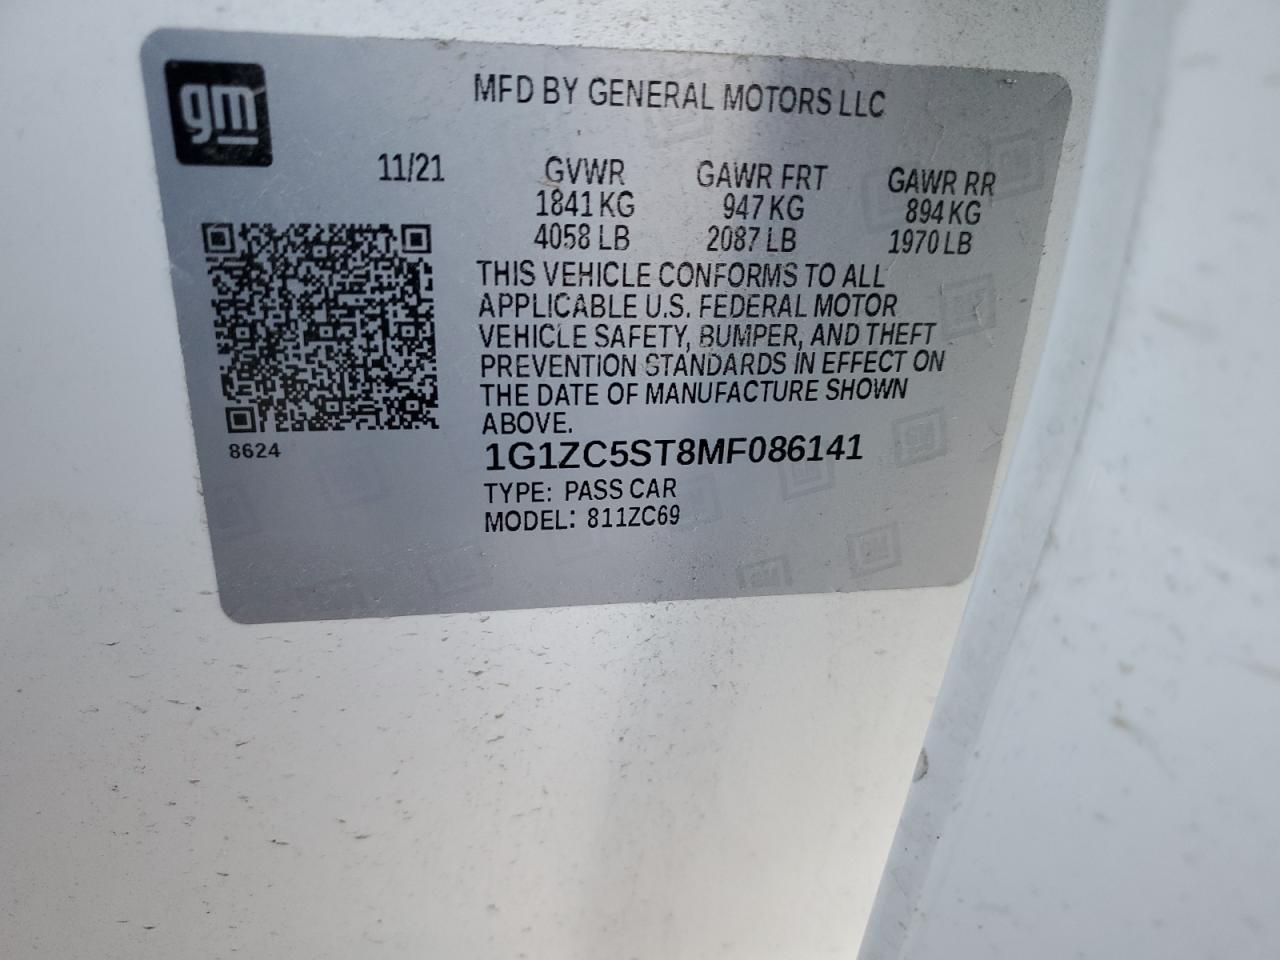 gm
MFD BY GENERAL MOTORS LLC
11/21 GVWR GAWR FRT GAWR RR
1841 KG 947 KG 894 KG
4058 LB 2087 LB 1970 LB
THIS VEHICLE CONFORMS TO ALL
APPLICABLE U.S. FEDERAL MOTOR
VEHICLE SAFETY, BUMPER, AND THEFT
PREVENTION STANDARDS IN EFFECT ON
THE DATE OF MANUFACTURE SHOWN
ABOVE.
8624
1G1ZC5ST8MF086141
TYPE: PASS CAR
MODEL: 811ZC69